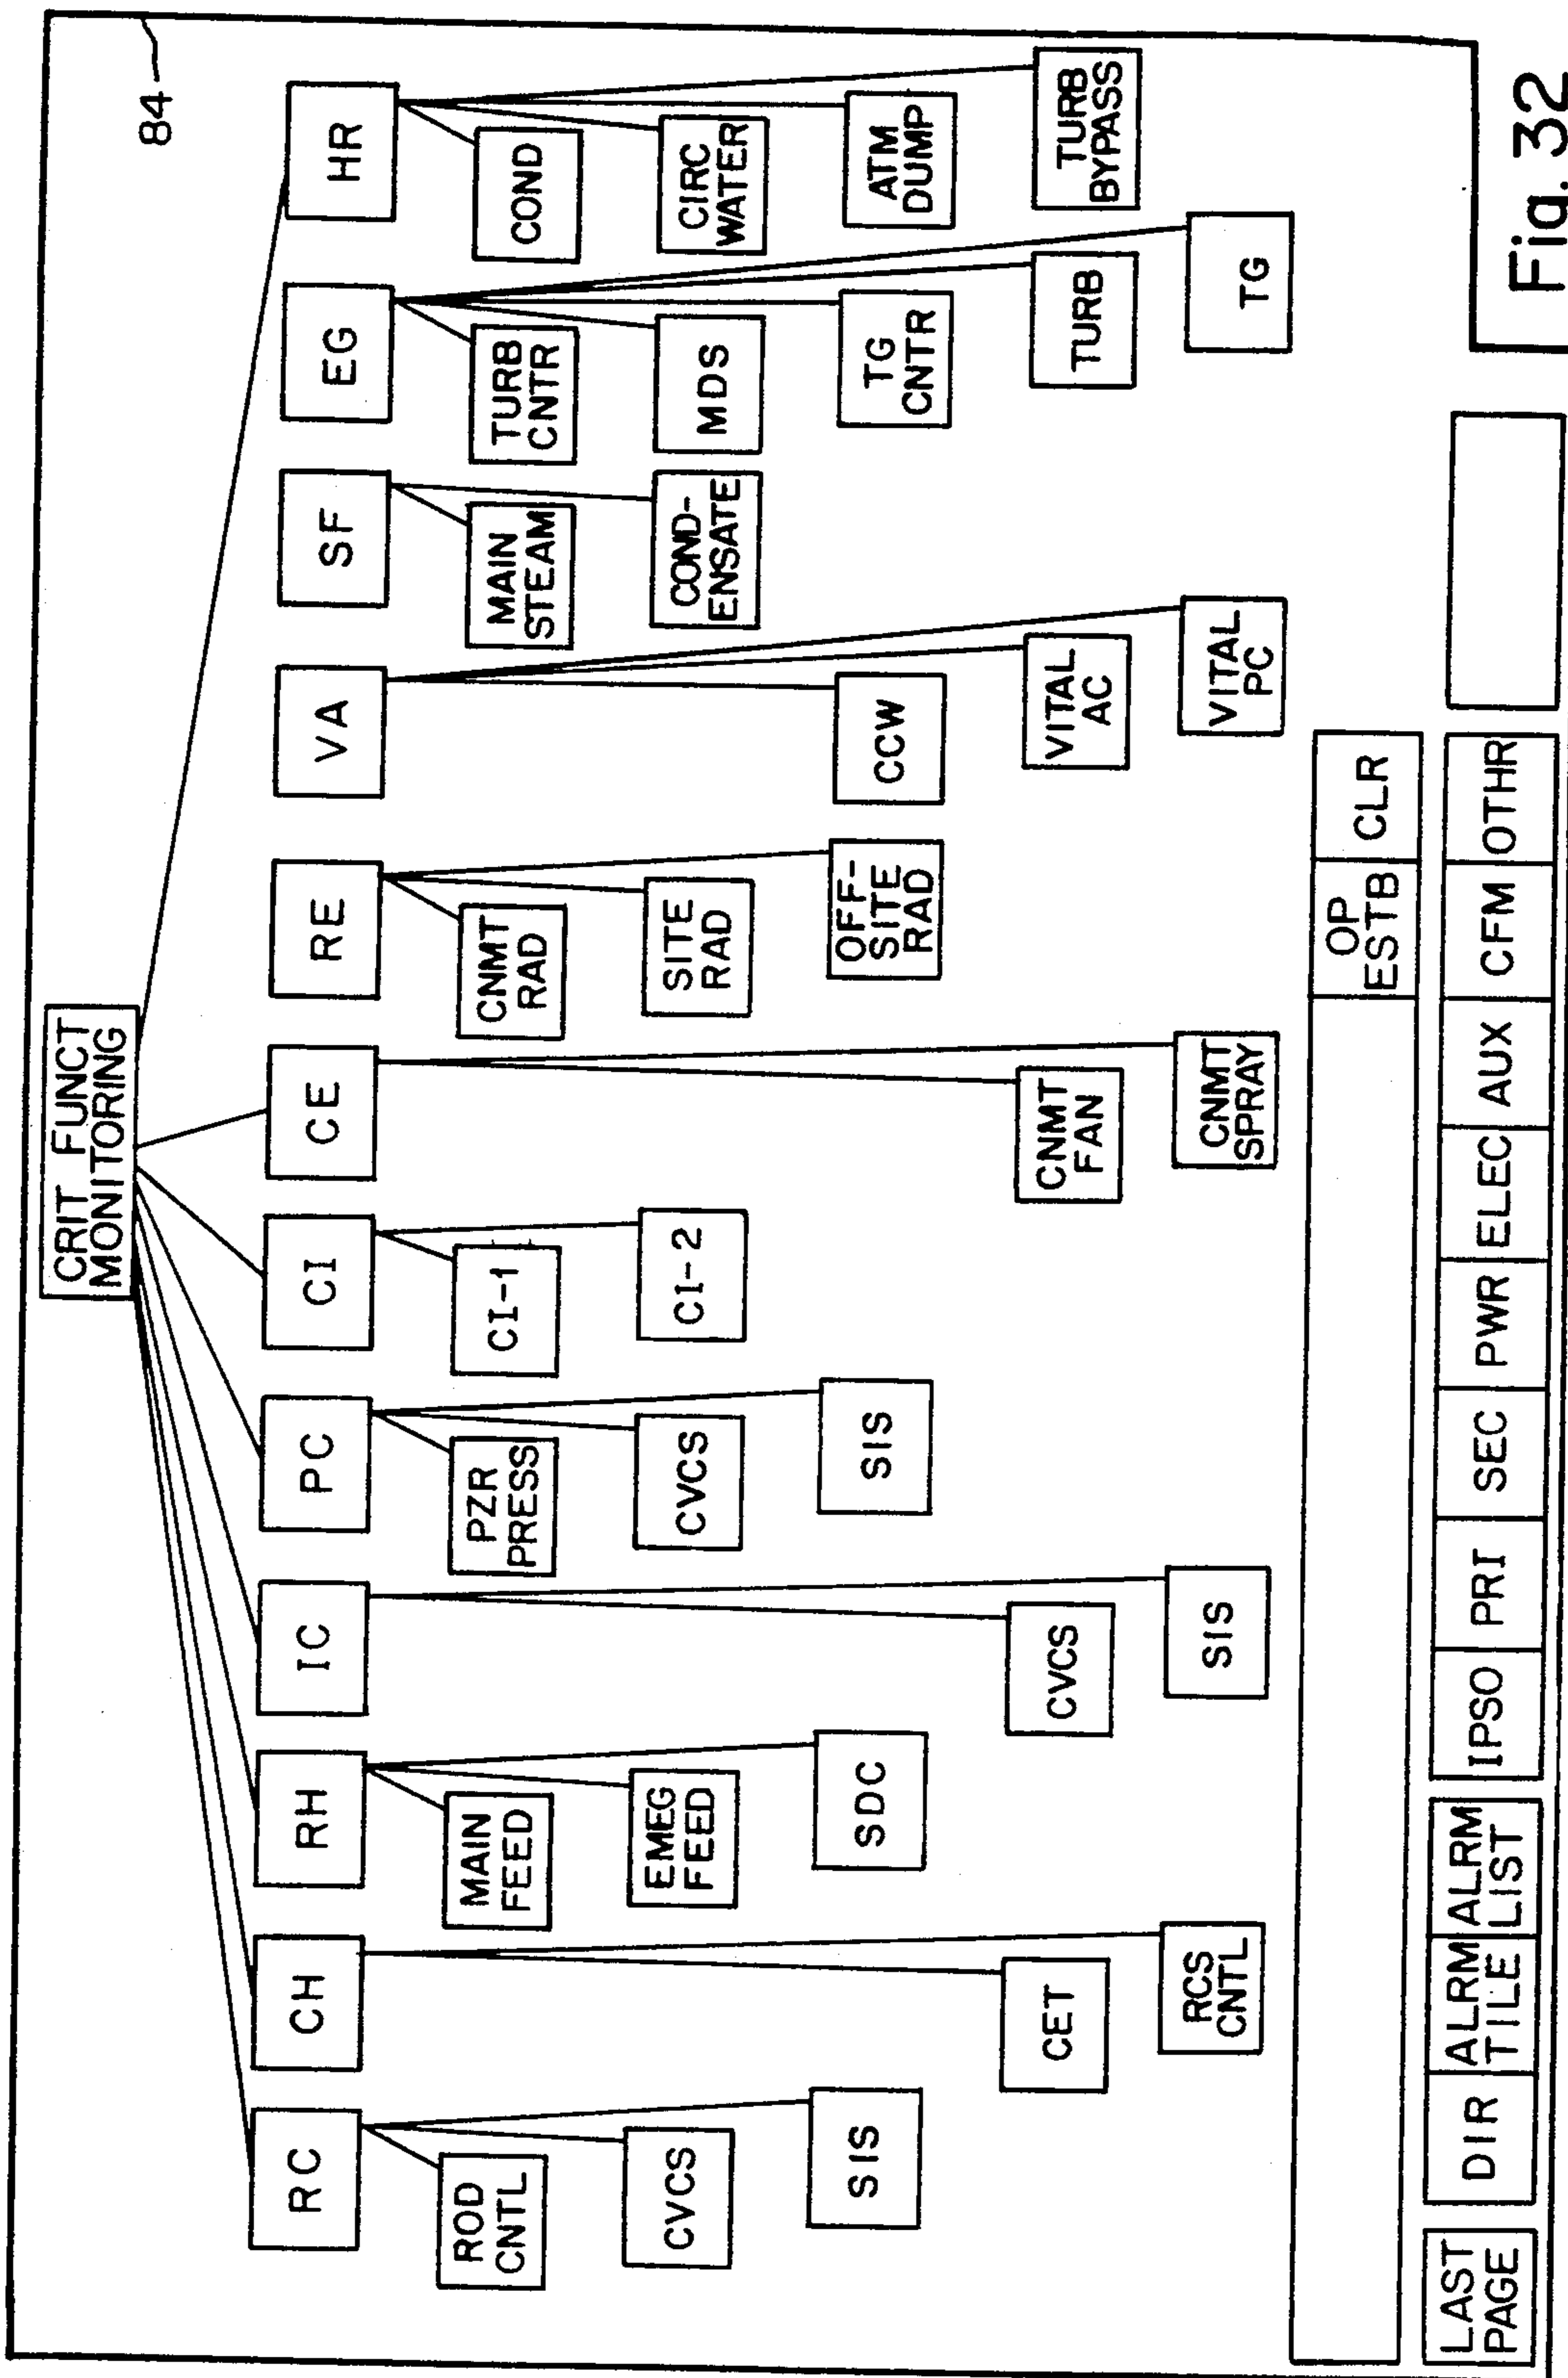 84
CRIT FUNCT
MONITORING
RC
CH
RH
IC
PC
CI
CE
RE
VA
SF
EG
HR
ROD
CNTL
MAIN
FEED
PZR
PRESS
CI-1
CNMT
RAD
MAIN
STEAM
TURB
CNTR
COND
CVCS
EMEG
FEED
CVCS
CI-2
SITE
RAD
COND-
ENSATE
MDS
CIRC
WATER
SIS
SDC
SIS
OFF-
SITE
RAD
CCW
TG
CNTR
ATM
DUMP
CET
CVCS
CNMT
FAN
VITAL
AC
TURB
TURB
BYPASS
RCS
CNTL
SIS
CNMT
SPRAY
VITAL
PC
TG
OP
ESTB
CLR
LAST
PAGE
DIR
ALRM
TILE
ALRM
LIST
IPSO
PRI
SEC
PWR
ELEC
AUX
CFM
OTHR
Fig. 32